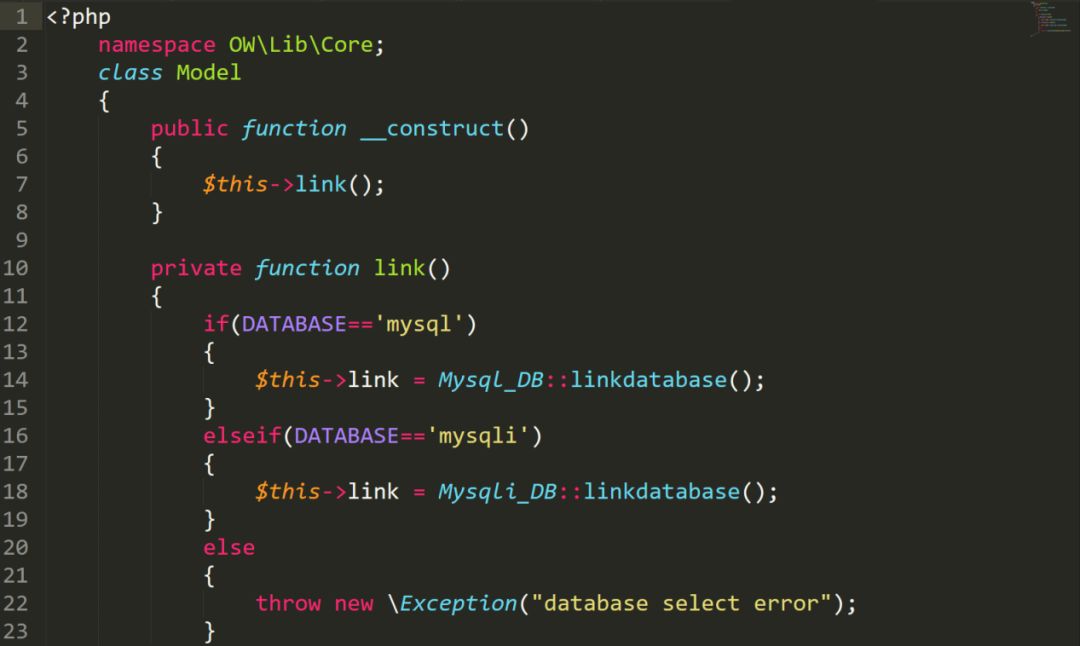 1 <?php
2 namespace OW\Lib\Core;
3 class Model
4 {
5 public function __construct()
6 {
7 $this->link();
8 }
9
10 private function link()
11 {
12 if(DATABASE=='mysql')
13 {
14 $this->link = Mysql_DB::linkdatabase();
15 }
16 elseif(DATABASE=='mysqli')
17 {
18 $this->link = Mysqli_DB::linkdatabase();
19 }
20 else
21 {
22 throw new \Exception("database select error");
23 }